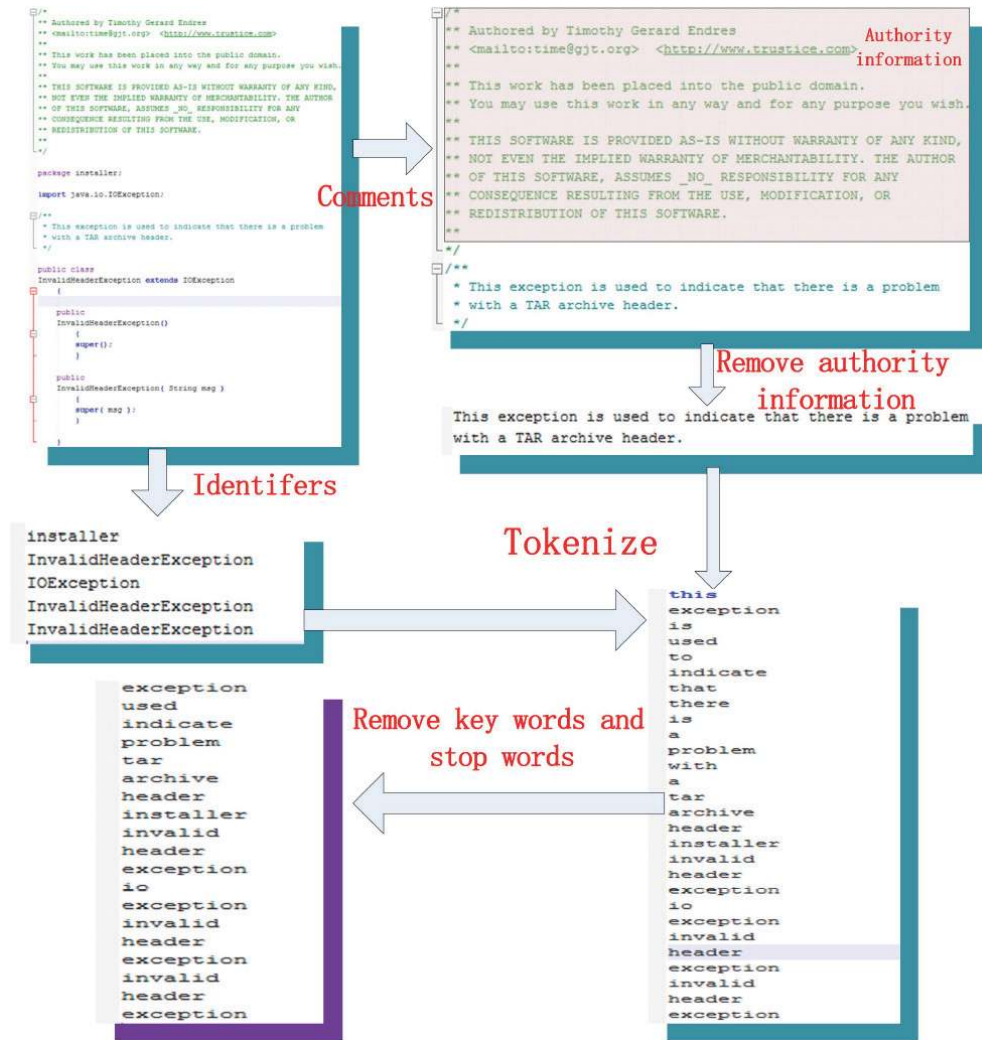 /*
** Authored by Timothy Gerard Endres
** <mailto:time@gjt.org> <http://www.trustice.com>
**
** This work has been placed into the public domain.
** You may use this work in any way and for any purpose you wish.
**
** THIS SOFTWARE IS PROVIDED AS-IS WITHOUT WARRANTY OF ANY KIND,
** NOT EVEN THE IMPLIED WARRANTY OF MERCHANTABILITY. THE AUTHOR
** OF THIS SOFTWARE, ASSUMES _NO_ RESPONSIBILITY FOR ANY
** CONSEQUENCE RESULTING FROM THE USE, MODIFICATION, OR
** REDISTRIBUTION OF THIS SOFTWARE.
**
*/
package installer;
import java.io.IOException;
/**
* This exception is used to indicate that there is a problem
* with a TAR archive header.
*/
public class
InvalidHeaderException extends IOException
{
public
InvalidHeaderException()
{
super();
}
public
InvalidHeaderException( String msg )
{
super( msg );
}
}
Comments
/*
** Authored by Timothy Gerard Endres
** <mailto:time@gjt.org> <http://www.trustice.com>
**
** This work has been placed into the public domain.
** You may use this work in any way and for any purpose you wish.
**
** THIS SOFTWARE IS PROVIDED AS-IS WITHOUT WARRANTY OF ANY KIND,
** NOT EVEN THE IMPLIED WARRANTY OF MERCHANTABILITY. THE AUTHOR
** OF THIS SOFTWARE, ASSUMES _NO_ RESPONSIBILITY FOR ANY
** CONSEQUENCE RESULTING FROM THE USE, MODIFICATION, OR
** REDISTRIBUTION OF THIS SOFTWARE.
**
*/
Authority
information
/**
* This exception is used to indicate that there is a problem
* with a TAR archive header.
*/
Remove authority
information
This exception is used to indicate that there is a problem
with a TAR archive header.
Identifers
installer
InvalidHeaderException
IOException
InvalidHeaderException
InvalidHeaderException
Tokenize
this
exception
is
used
to
indicate
that
there
is
a
problem
with
a
tar
archive
header
installer
invalid
header
exception
io
exception
invalid
header
exception
invalid
header
exception
Remove key words and
stop words
exception
used
indicate
problem
tar
archive
header
installer
invalid
header
exception
io
exception
invalid
header
exception
invalid
header
exception